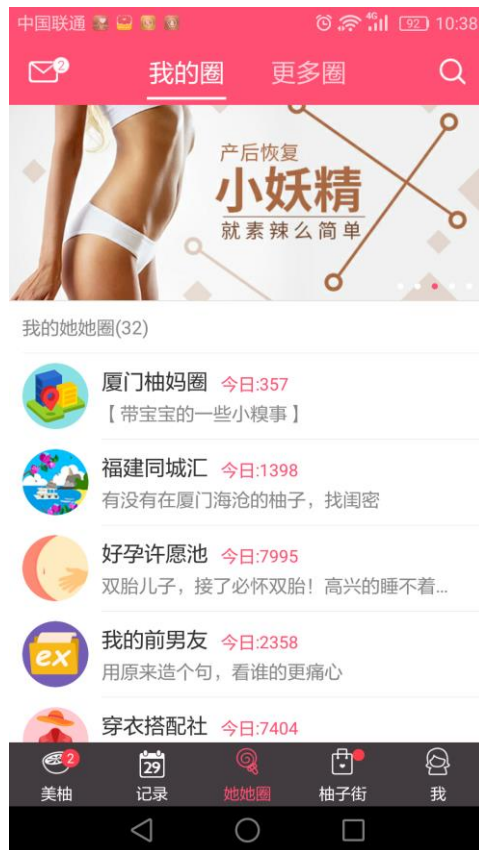 中国联通
4G
92
10:38
2
我的圈
更多圈
产后恢复
小妖精
就素辣么简单
我的她她圈(32)
厦门柚妈圈 今日:357
【带宝宝的一些小糗事】
福建同城汇 今日:1398
有没有在厦门海沧的柚子，找闺密
好孕许愿池 今日:7995
双胎儿子，接了必怀双胎！高兴的睡不着...
ex
我的前男友 今日:2358
用原来造个句，看谁的更痛心
穿衣搭配社 今日:7404
2
29
美柚
记录
她她圈
柚子街
我